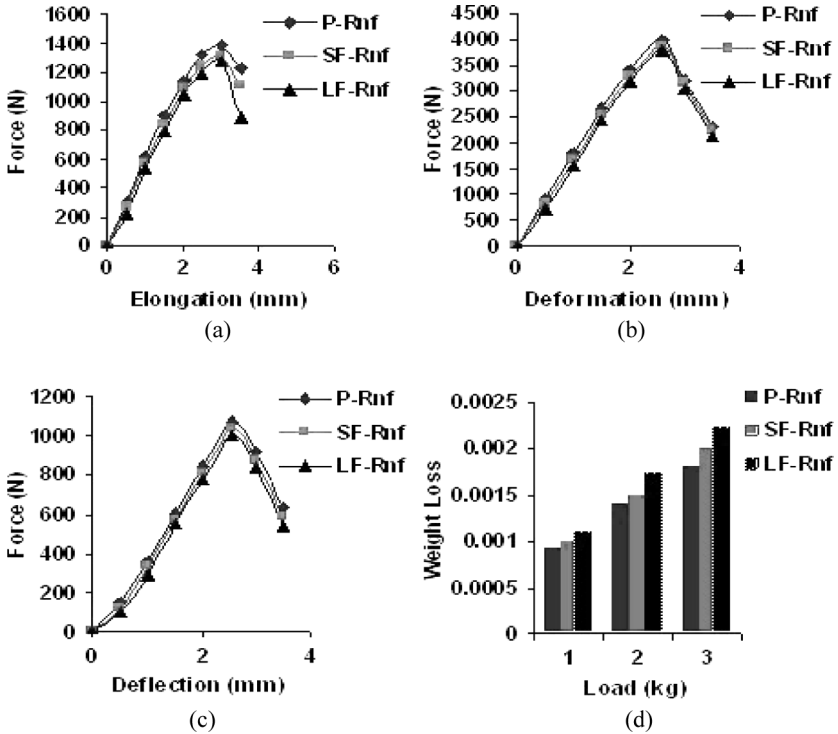 1600
1400
1200
1000
800
600
400
200
0
Force (N)
0 2 4 6
Elongation (mm)
P-Rnf
SF-Rnf
LF-Rnf
(a)
4500
4000
3500
3000
2500
2000
1500
1000
500
0
Force (N)
0 2 4
Deformation (mm)
P-Rnf
SF-Rnf
LF-Rnf
(b)
1200
1000
800
600
400
200
0
Force (N)
0 2 4
Deflection (mm)
P-Rnf
SF-Rnf
LF-Rnf
(c)
0.0025
0.002
0.0015
0.001
0.0005
0
Weight Loss
1 2 3
Load (kg)
P-Rnf
SF-Rnf
LF-Rnf
(d)